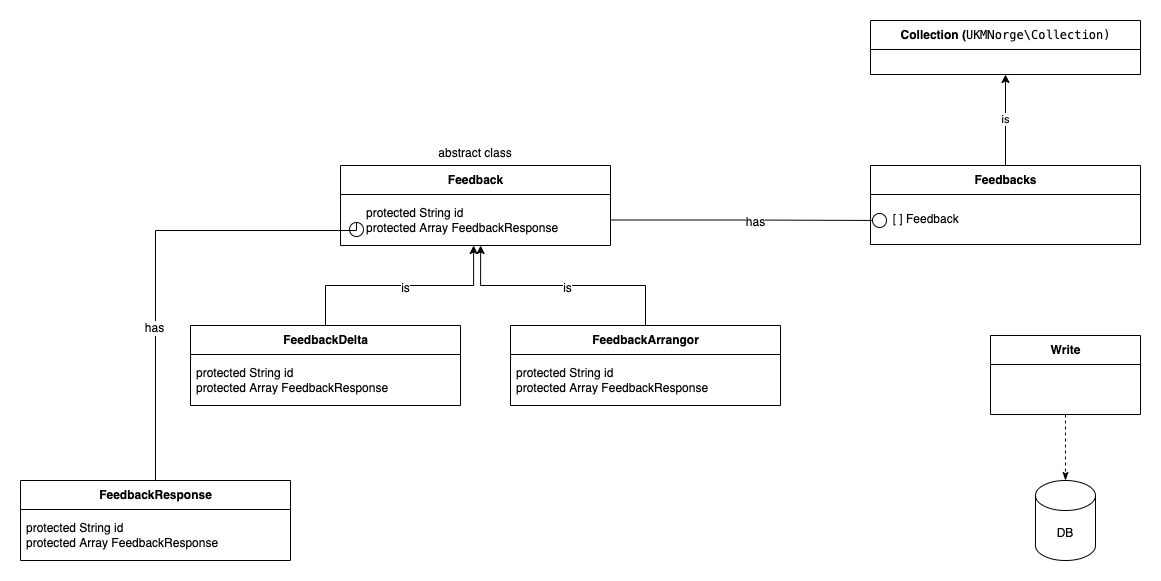 Collection (UKMNorge\Collection)
is
abstract class
Feedback
protected String id
protected Array FeedbackResponse
has
Feedbacks
[ ] Feedback
is
is
has
FeedbackDelta
protected String id
protected Array FeedbackResponse
FeedbackArrangor
protected String id
protected Array FeedbackResponse
Write
FeedbackResponse
protected String id
protected Array FeedbackResponse
DB